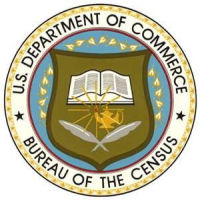 U.S. DEPARTMENT OF COMMERCE
BUREAU OF THE CENSUS